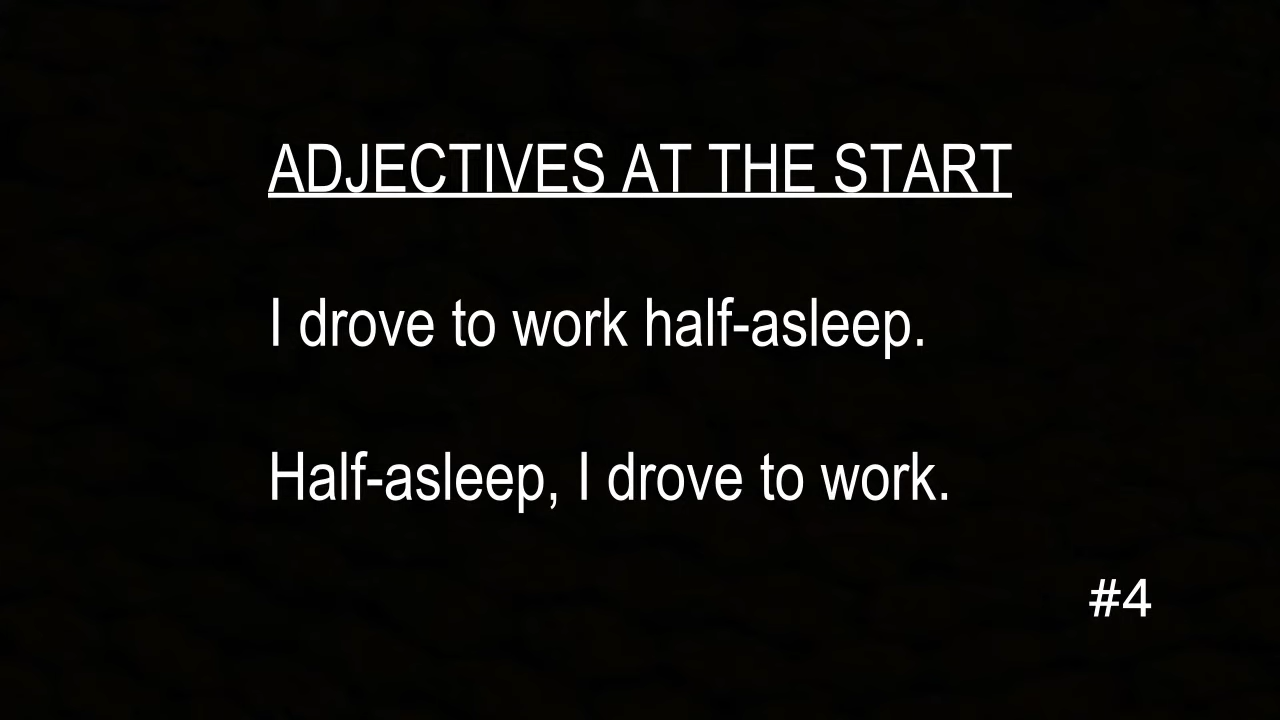 ADJECTIVES AT THE START
I drove to work half-asleep.
Half-asleep, I drove to work.
#4